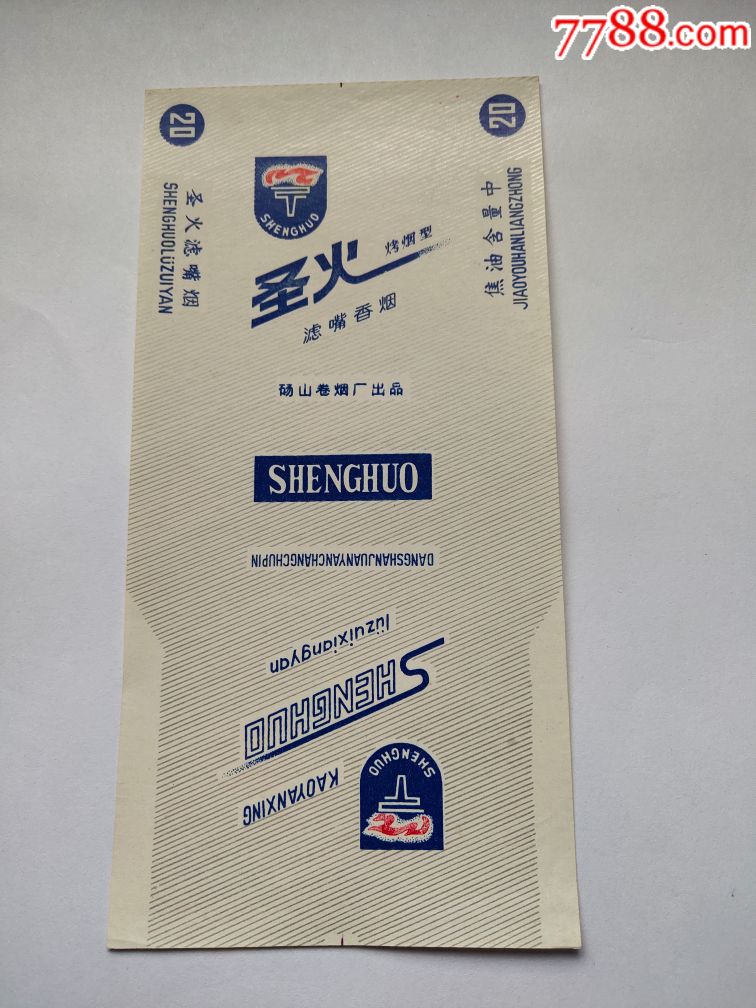 7788.com
20
20
圣火滤嘴烟
SHENGHUOLüZUIYAN
SHENGHUO
圣火
烤烟型
滤嘴香烟
焦油含量中
JIAOYOUHANLIANGZHONG
砀山卷烟厂出品
SHENGHUO
DANGSHANJUANYANCHANGCHUPIN
lüzuixiangyan
SHENGHUO
KAOYANXING
SHENGHUO